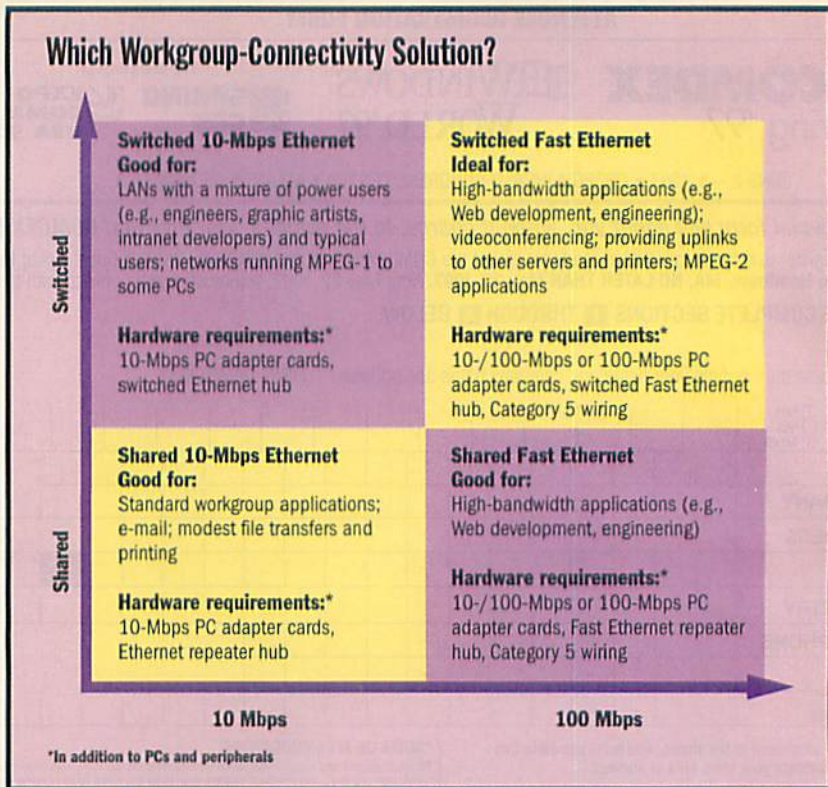 Which Workgroup-Connectivity Solution?
Switched
Switched 10-Mbps Ethernet
Good for:
LANs with a mixture of power users
(e.g., engineers, graphic artists,
intranet developers) and typical
users; networks running MPEG-1 to
some PCs
Hardware requirements:*
10-Mbps PC adapter cards,
switched Ethernet hub
Switched Fast Ethernet
Ideal for:
High-bandwidth applications (e.g.,
Web development, engineering);
videoconferencing; providing uplinks
to other servers and printers; MPEG-2
applications
Hardware requirements:*
10-/100-Mbps or 100-Mbps PC
adapter cards, switched Fast Ethernet
hub, Category 5 wiring
Shared
Shared 10-Mbps Ethernet
Good for:
Standard workgroup applications;
e-mail; modest file transfers and
printing
Hardware requirements:*
10-Mbps PC adapter cards,
Ethernet repeater hub
Shared Fast Ethernet
Good for:
High-bandwidth applications (e.g.,
Web development, engineering)
Hardware requirements:*
10-/100-Mbps or 100-Mbps PC
adapter cards, Fast Ethernet repeater
hub, Category 5 wiring
10 Mbps
100 Mbps
*In addition to PCs and peripherals